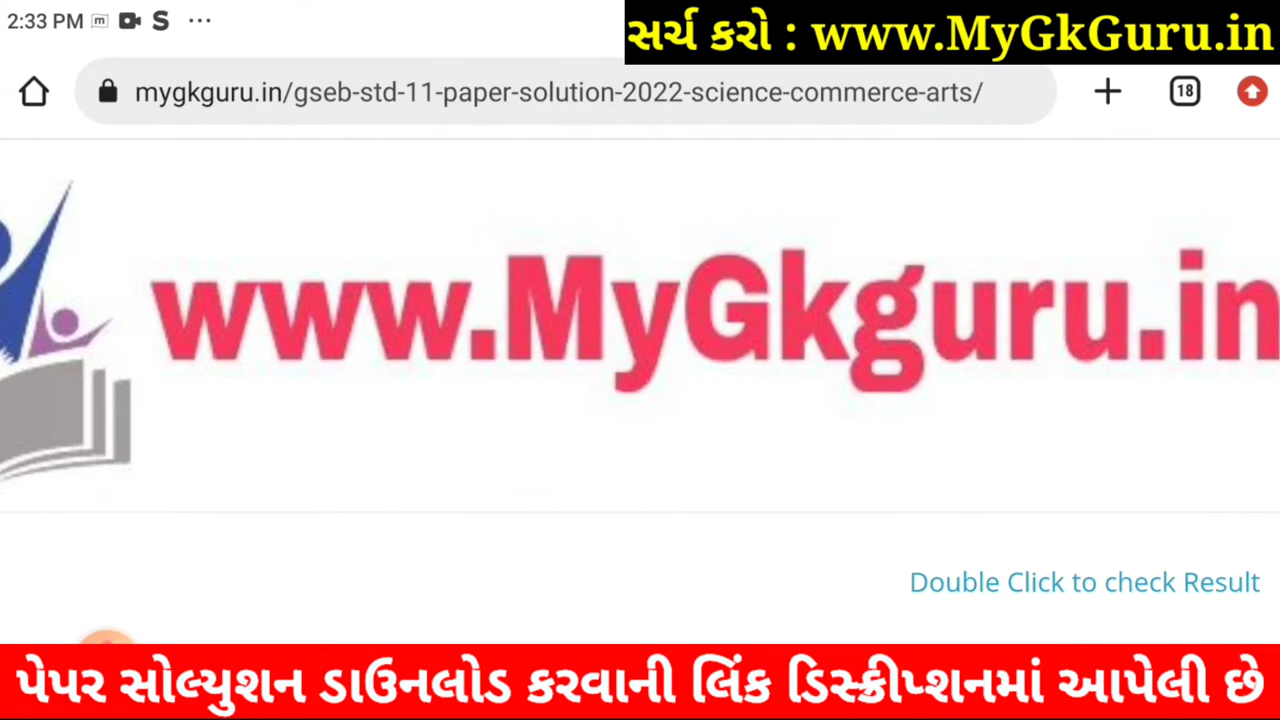 2:33 PM m S ...
સર્ચ કરો : www.MyGkGuru.in
mygkguru.in/gseb-std-11-paper-solution-2022-science-commerce-arts/
18
www.MyGkguru.in
Double Click to check Result
પેપર સોલ્યુશન ડાઉનલોડ કરવાની લિંક ડિસ્ક્રીપ્શનમાં આપેલી છે